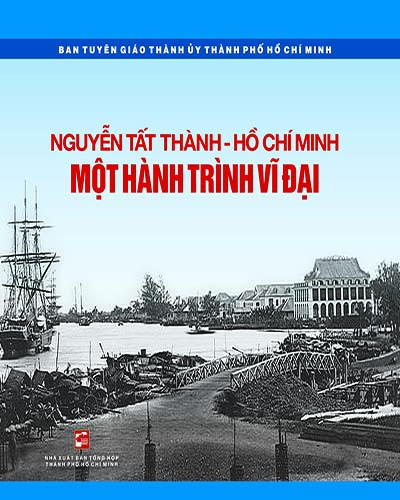 BAN TUYÊN GIÁO THÀNH ỦY THÀNH PHỐ HỒ CHÍ MINH
NGUYỄN TẤT THÀNH - HỒ CHÍ MINH
MỘT HÀNH TRÌNH VĨ ĐẠI
NHÀ XUẤT BẢN TỔNG HỢP
THÀNH PHỐ HỒ CHÍ MINH